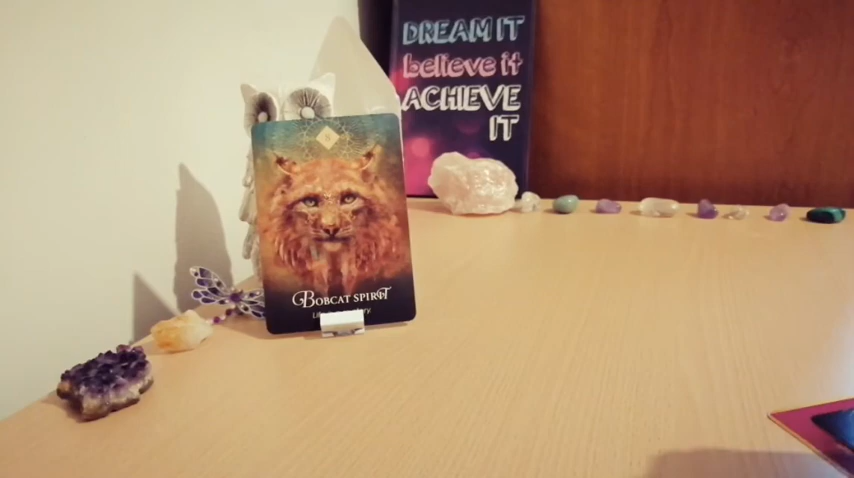 DREAM IT
believe it
ACHIEVE
IT
BOBCAT SPIRIT